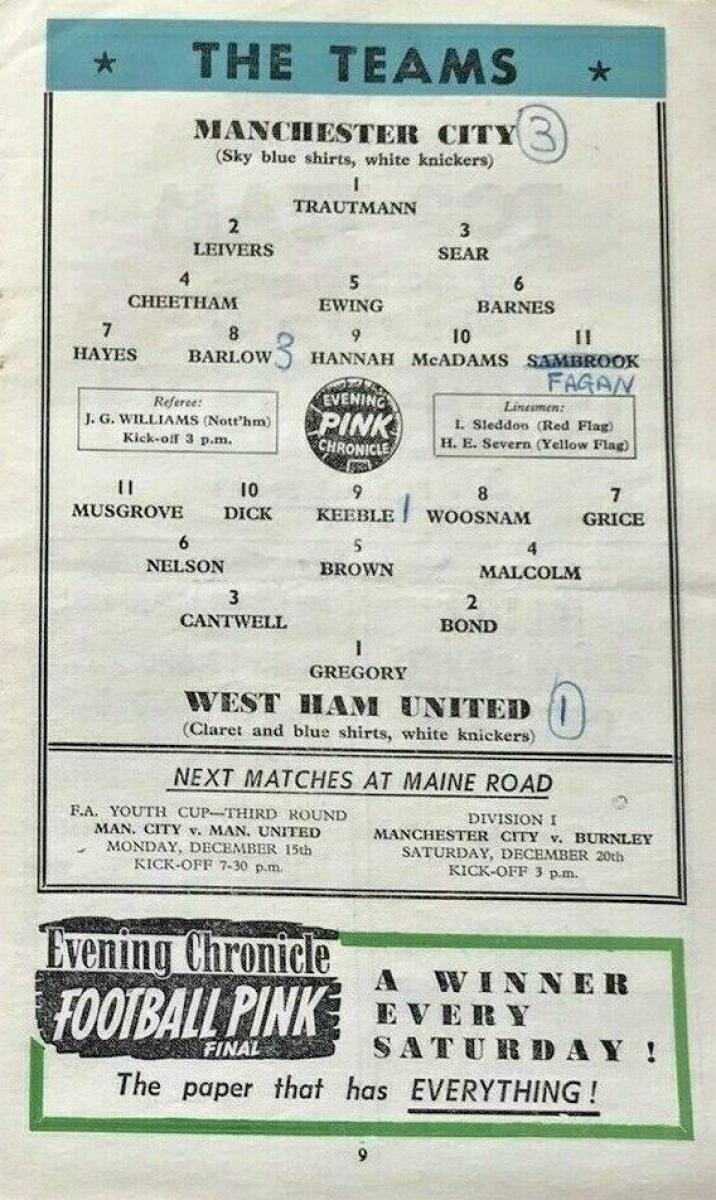 ★ THE TEAMS ★
MANCHESTER CITY 3
(Sky blue shirts, white knickers)
1
TRAUTMANN
2 3
LEIVERS SEAR
4 5 6
CHEETHAM EWING BARNES
7 8 9 10 11
HAYES BARLOW 3 HANNAH McADAMS SAMBROOK
FAGAN
Referee:
J. G. WILLIAMS (Nott'hm)
Kick-off 3 p.m.
EVENING
PINK
CHRONICLE
Linesmen:
I. Sleddon (Red Flag)
H. E. Severn (Yellow Flag)
11 10 9 8 7
MUSGROVE DICK KEEBLE 1 WOOSNAM GRICE
6 5 4
NELSON BROWN MALCOLM
3 2
CANTWELL BOND
1
GREGORY
WEST HAM UNITED 1
(Claret and blue shirts, white knickers)
NEXT MATCHES AT MAINE ROAD
F.A. YOUTH CUP—THIRD ROUND
MAN. CITY v. MAN. UNITED
MONDAY, DECEMBER 15th
KICK-OFF 7-30 p.m.
DIVISION I
MANCHESTER CITY v. BURNLEY
SATURDAY, DECEMBER 20th
KICK-OFF 3 p.m.
Evening Chronicle
FOOTBALL PINK
FINAL
A WINNER
EVERY
SATURDAY !
The paper that has EVERYTHING !
9